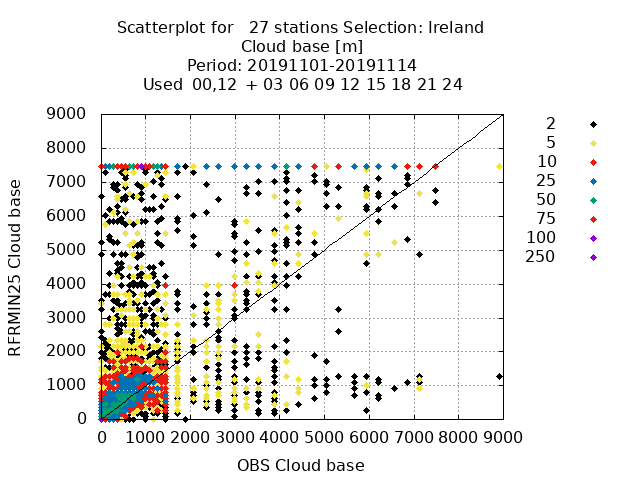 Scatterplot for   27 stations Selection: Ireland
Cloud base [m]
Period: 20191101-20191114
Used  00,12  + 03 06 09 12 15 18 21 24
9000
8000
7000
6000
5000
4000
3000
2000
1000
0
RFRMIN25 Cloud base
0 1000 2000 3000 4000 5000 6000 7000 8000 9000
OBS Cloud base
2
5
10
25
50
75
100
250